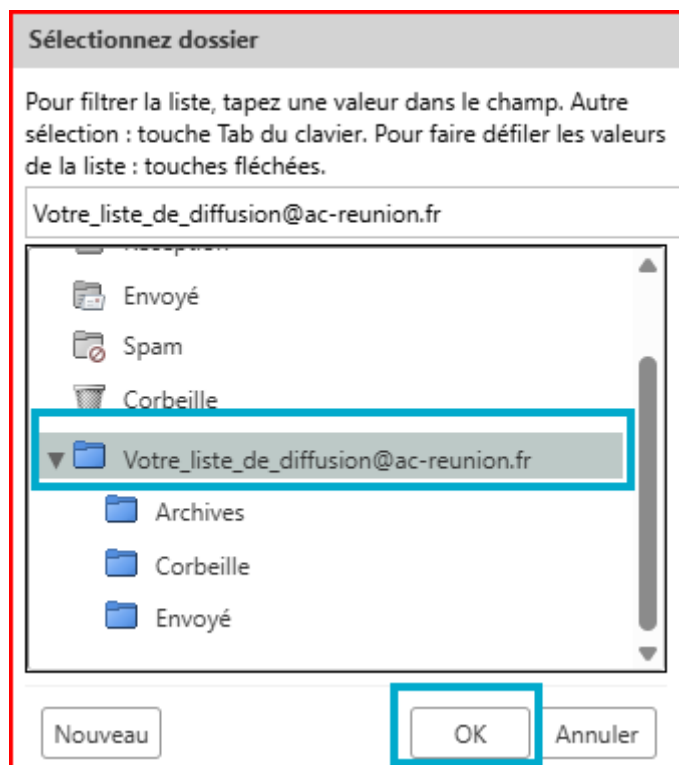 Sélectionnez dossier
Pour filtrer la liste, tapez une valeur dans le champ. Autre
sélection : touche Tab du clavier. Pour faire défiler les valeurs
de la liste : touches fléchées.
Votre_liste_de_diffusion@ac-reunion.fr
Envoyé
Spam
Corbeille
Votre_liste_de_diffusion@ac-reunion.fr
Archives
Corbeille
Envoyé
Nouveau
OK
Annuler